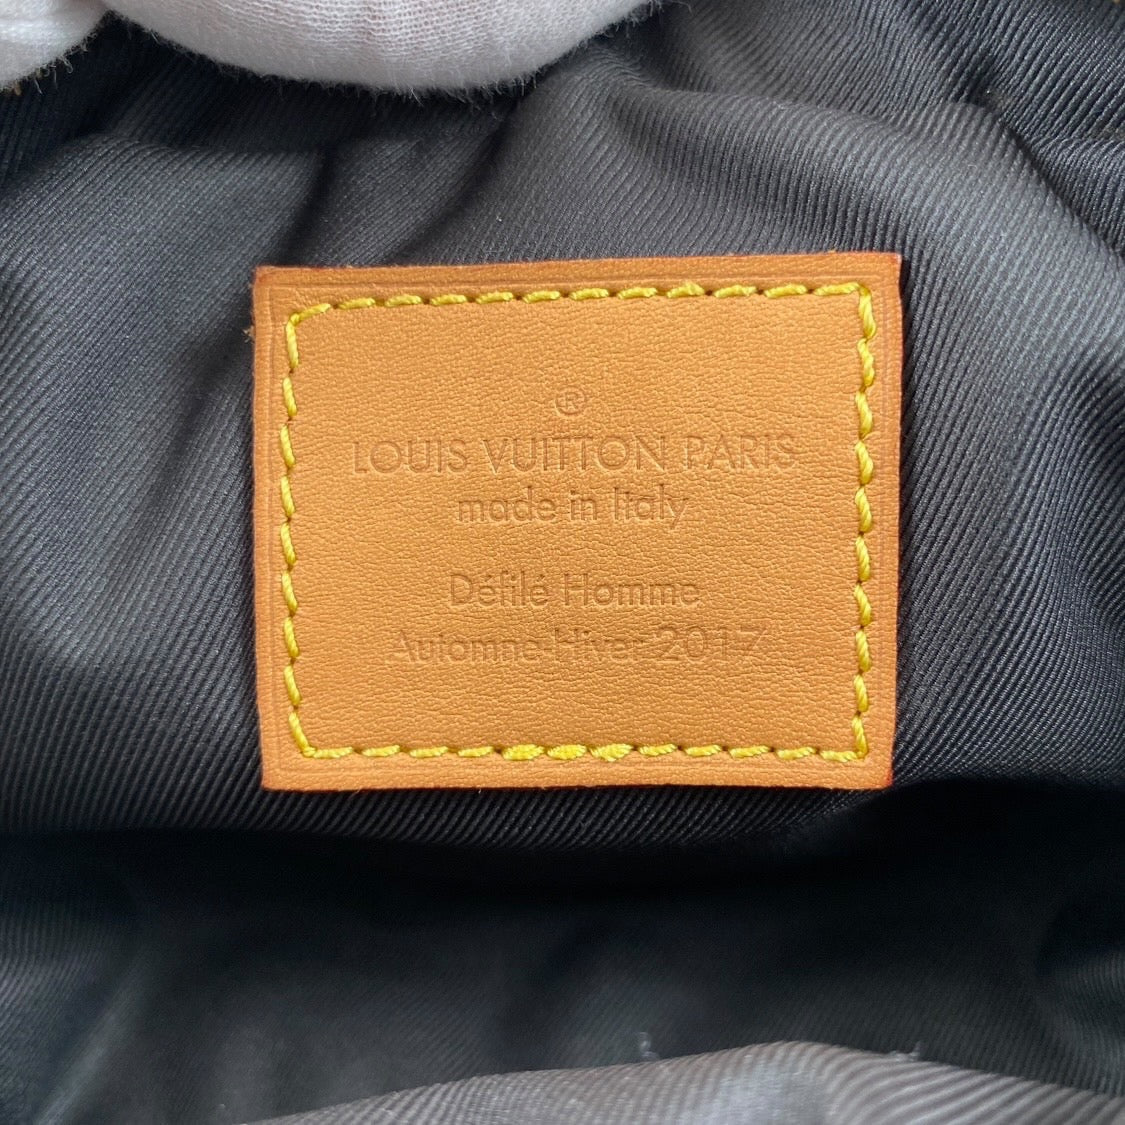 ®
LOUIS VUITTON PARIS
made in Italy
Défilé Homme
Automne-Hiver 2017